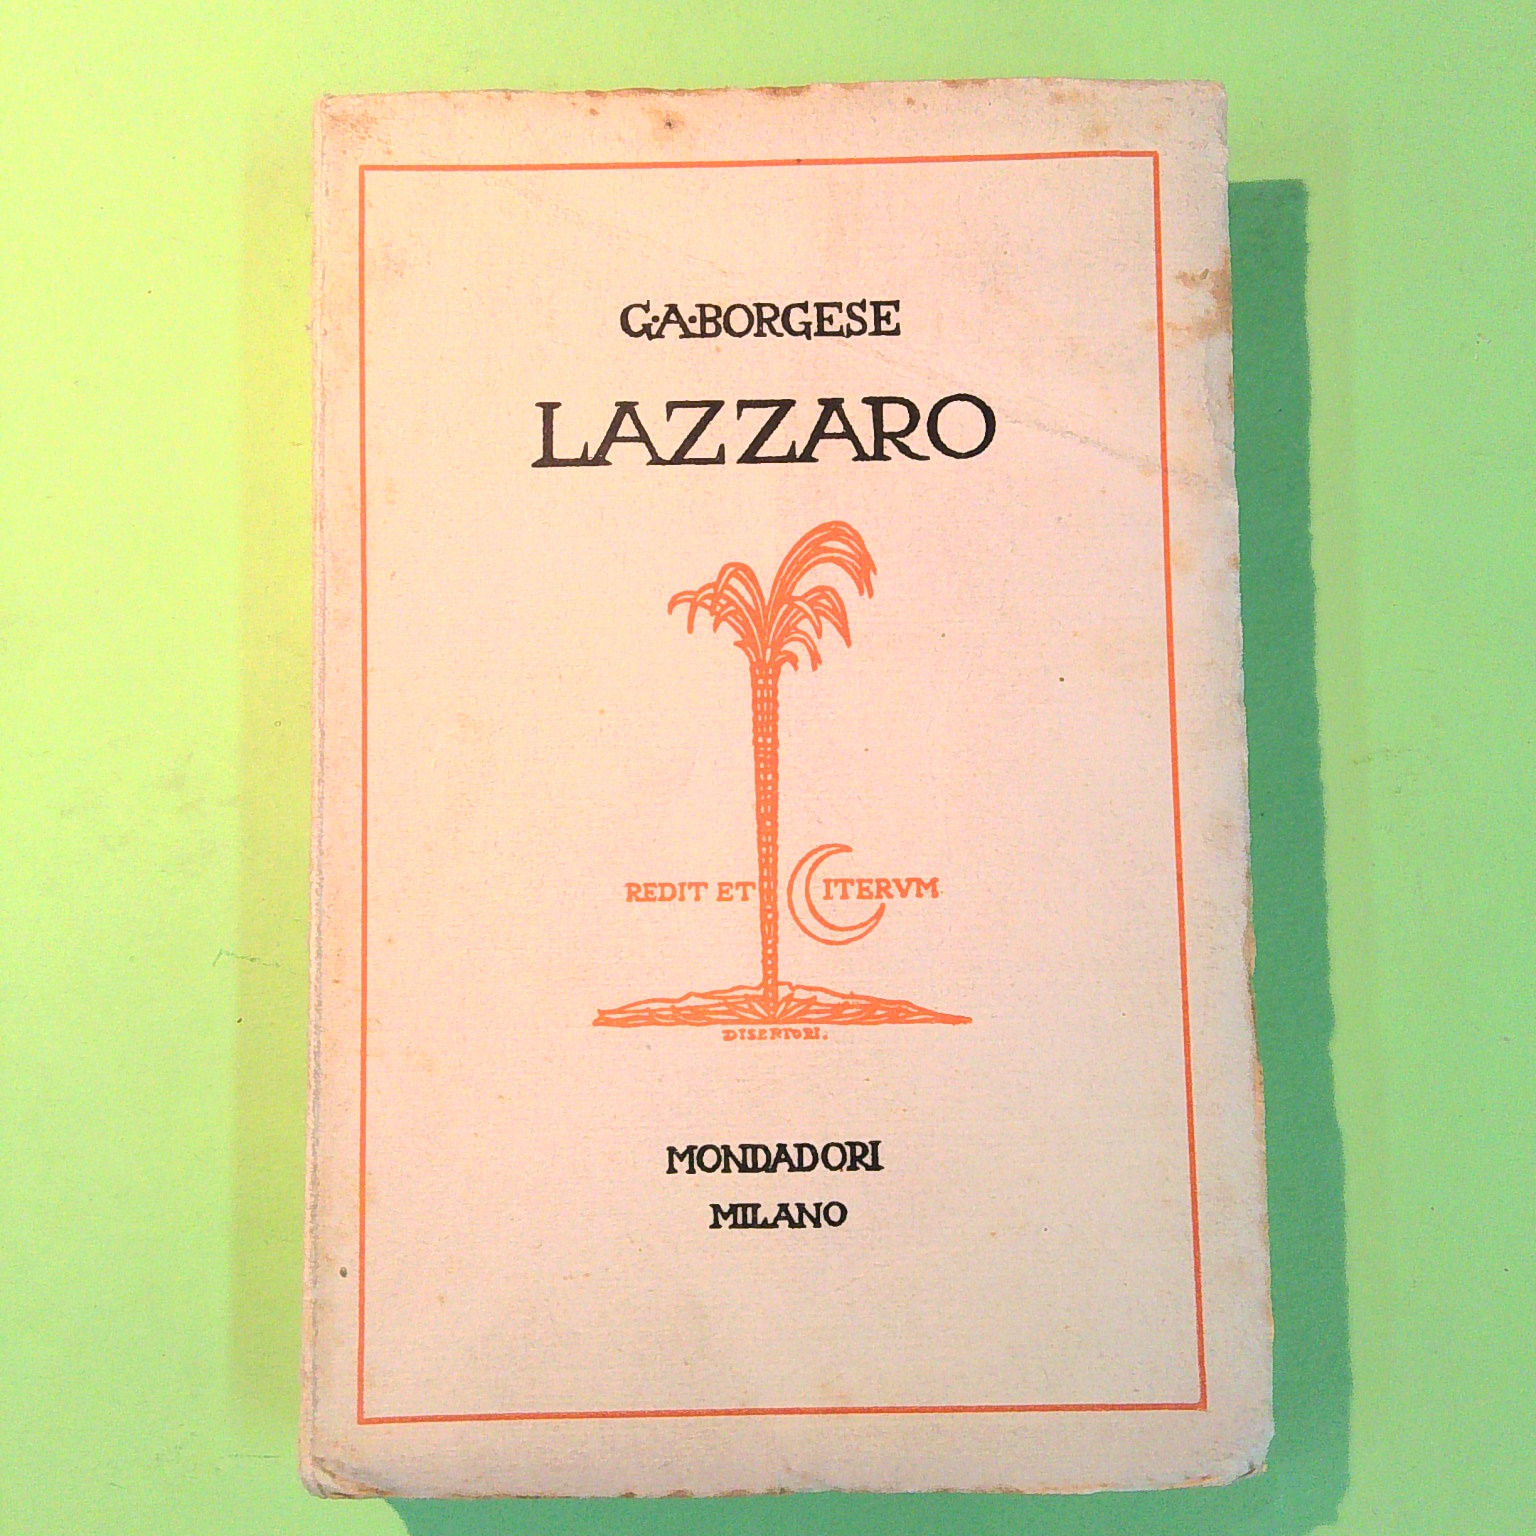 G·A·BORGESE
LAZZARO
REDIT ET ITERVM
DISERTORI.
MONDADORI
MILANO